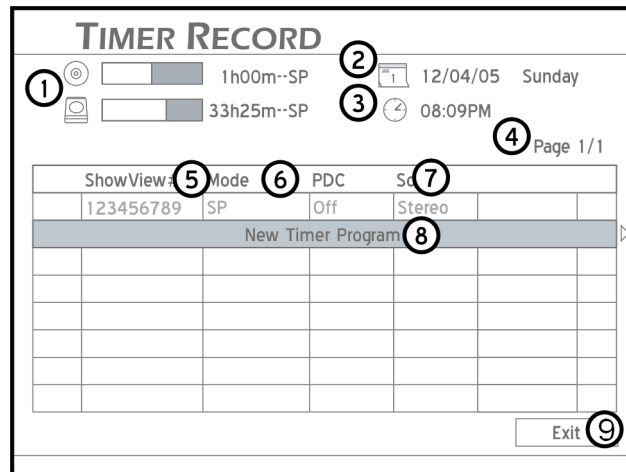 TIMER RECORD
1 1h00m--SP 2 1 12/04/05 Sunday
33h25m--SP 3 08:09PM
4 Page 1/1
ShowView# 5 Mode 6 PDC 7
123456789 SP Off Stereo
New Timer Program 8
Exit 9